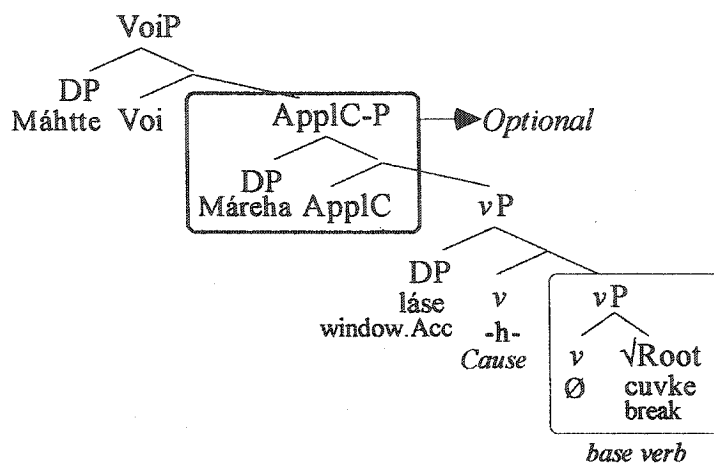 VoiP
DP
Máhtte Voi
ApplC-P
Optional
DP
Máreha ApplC
vP
DP
láse
window.Acc
v
-h-
Cause
vP
v √Root
Ø cuvke
break
base verb